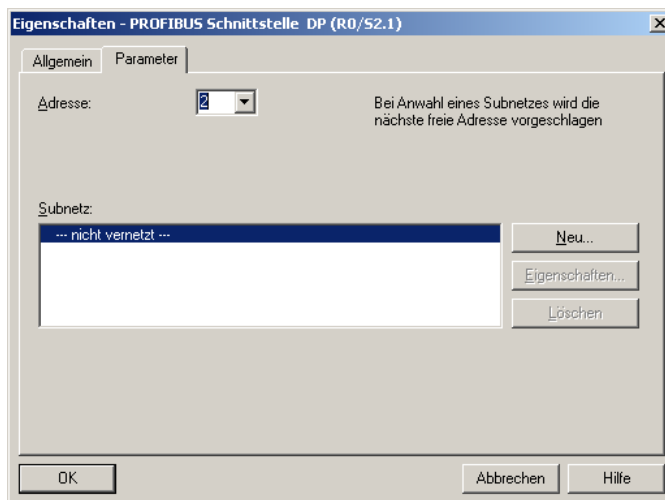 Eigenschaften - PROFIBUS Schnittstelle DP (R0/S2.1)
Allgemein
Parameter
Adresse:
2
Bei Anwahl eines Subnetzes wird die
nächste freie Adresse vorgeschlagen
Subnetz:
--- nicht vernetzt ---
Neu...
Eigenschaften...
Löschen
OK
Abbrechen
Hilfe